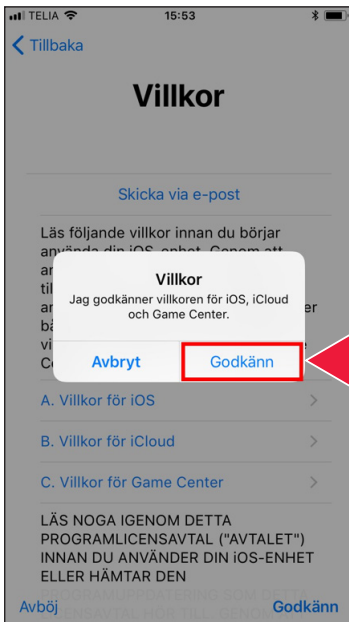 TELIA 15:53
Tillbaka
Villkor
Skicka via e-post
Läs följande villkor innan du börjar
använda din iOS-enhet. Genom att
Villkor
Jag godkänner villkoren för iOS, iCloud
och Game Center.
Avbryt Godkänn
A. Villkor för iOS
B. Villkor för iCloud
C. Villkor för Game Center
LÄS NOGA IGENOM DETTA
PROGRAMLICENSAVTAL ("AVTALET")
INNAN DU ANVÄNDER DIN iOS-ENHET
ELLER HÄMTAR DEN
PROGRAMUPPDATERING SOM DETTA
Avböj Godkänn